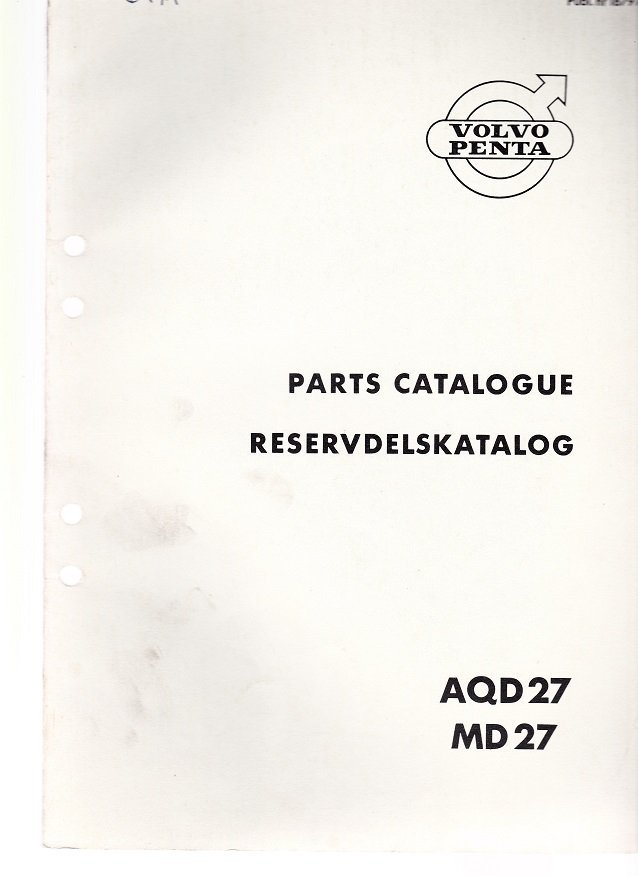 VOLVO
PENTA
PARTS CATALOGUE
RESERVDELSKATALOG
AQD 27
MD 27